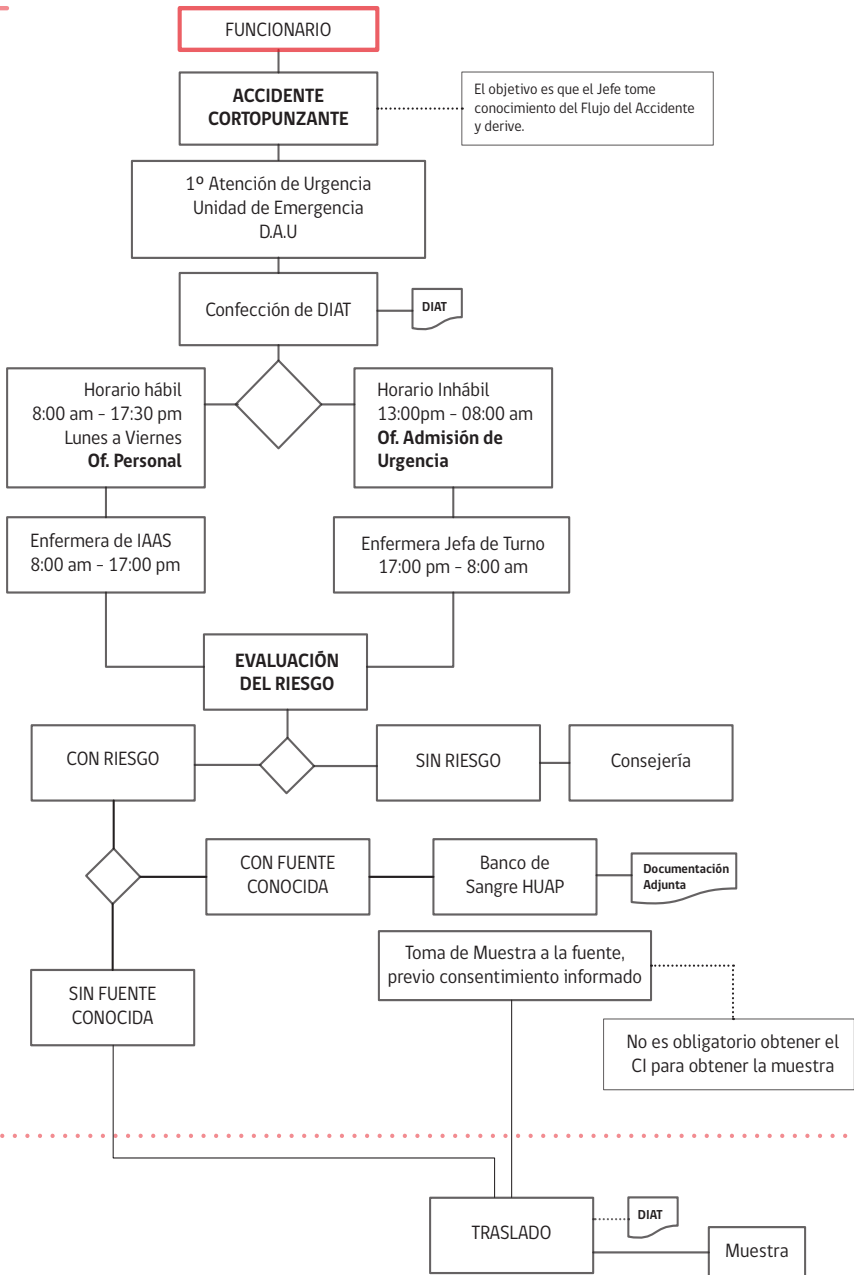 FUNCIONARIO
ACCIDENTE
CORTOPUNZANTE
El objetivo es que el Jefe tome
conocimiento del Flujo del Accidente
y derive.
1º Atención de Urgencia
Unidad de Emergencia
D.A.U
Confección de DIAT
DIAT
Horario hábil
8:00 am - 17:30 pm
Lunes a Viernes
Of. Personal
Horario Inhábil
13:00pm - 08:00 am
Of. Admisión de
Urgencia
Enfermera de IAAS
8:00 am - 17:00 pm
Enfermera Jefa de Turno
17:00 pm - 8:00 am
EVALUACIÓN
DEL RIESGO
CON RIESGO
SIN RIESGO
Consejería
CON FUENTE
CONOCIDA
Banco de
Sangre HUAP
Documentación
Adjunta
Toma de Muestra a la fuente,
previo consentimiento informado
SIN FUENTE
CONOCIDA
No es obligatorio obtener el
CI para obtener la muestra
TRASLADO
DIAT
Muestra